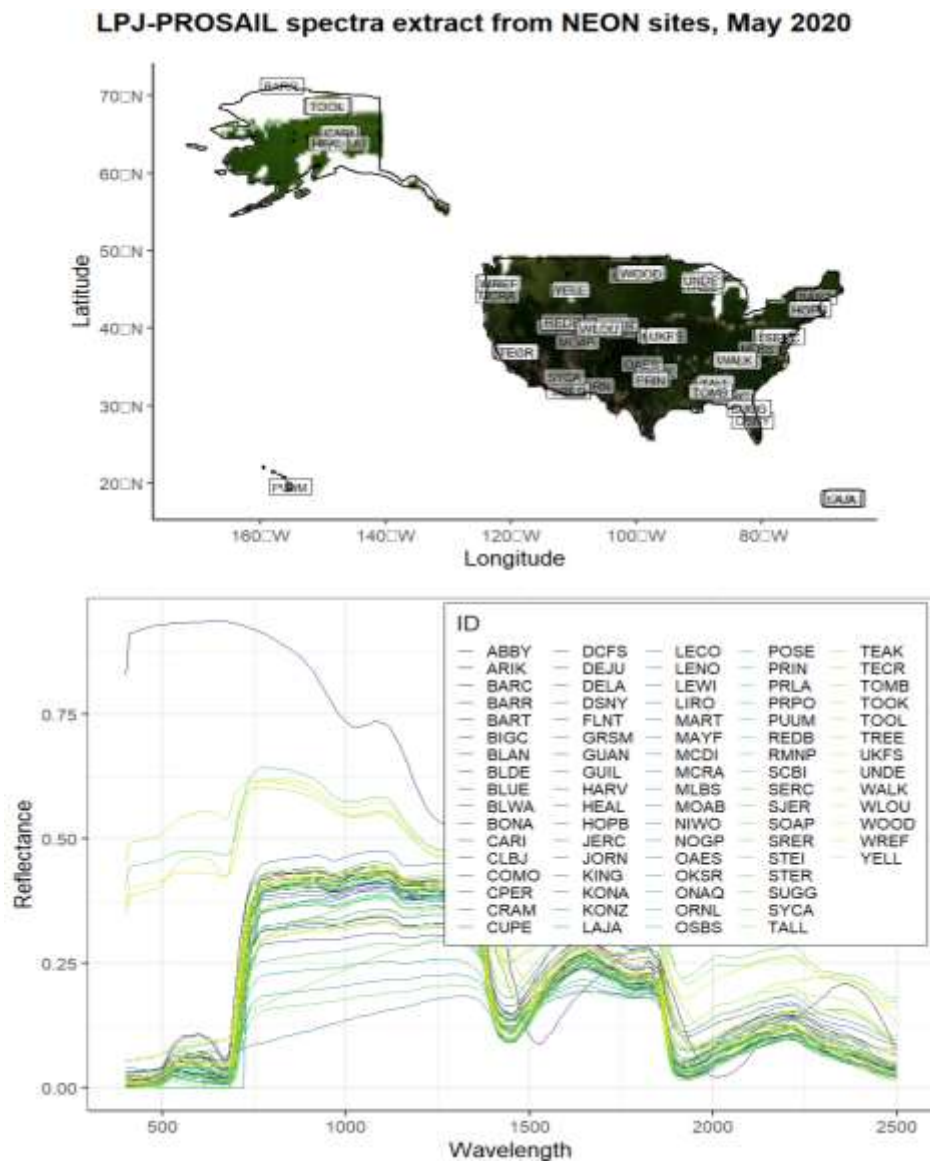 LPJ-PROSAIL spectra extract from NEON sites, May 2020
70□N
60□N
50□N
40□N
30□N
20□N
Latitude
BARR
TOOL
WOOD
UNDE
WREF
MCRA
YELL
WLOU
MOAB
UKFS
TECR
WALK
OAES
PRIN
SYCA
TOMB
PUUM
160□W 140□W 120□W 100□W 80□W
Longitude
Reflectance
0.75
0.50
0.25
0.00
ID
ABBY DCFS LECO POSE TEAK
ARIK DEJU LENO PRIN TECR
BARC DELA LEWI PRLA TOMB
BARR DSNY LIRO PRPO TOOK
BART FLNT MART PUUM TOOL
BIGC GRSM MAYF REDB TREE
BLAN GUAN MCDI RMNP UKFS
BLDE GUIL MCRA SCBI UNDE
BLUE HARV MLBS SERC WALK
BLWA HEAL MOAB SJER WLOU
BONA HOPB NIWO SOAP WOOD
CARI JERC NOGP SRER WREF
CLBJ JORN OAES STEI YELL
COMO KING OKSR STER
CPER KONA ONAQ SUGG
CRAM KONZ ORNL SYCA
CUPE LAJA OSBS TALL
500 1000 1500 2000 2500
Wavelength